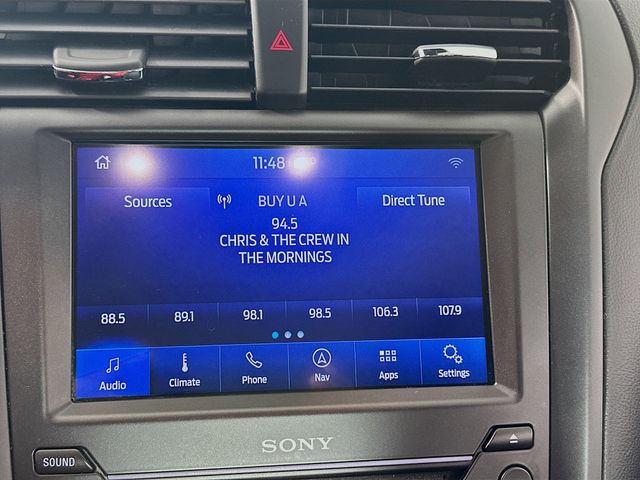 11:48
Sources
BUY U A
Direct Tune
94.5
CHRIS & THE CREW IN
THE MORNINGS
88.5 89.1 98.1 98.5 106.3 107.9
Audio Climate Phone Nav Apps Settings
SONY
SOUND